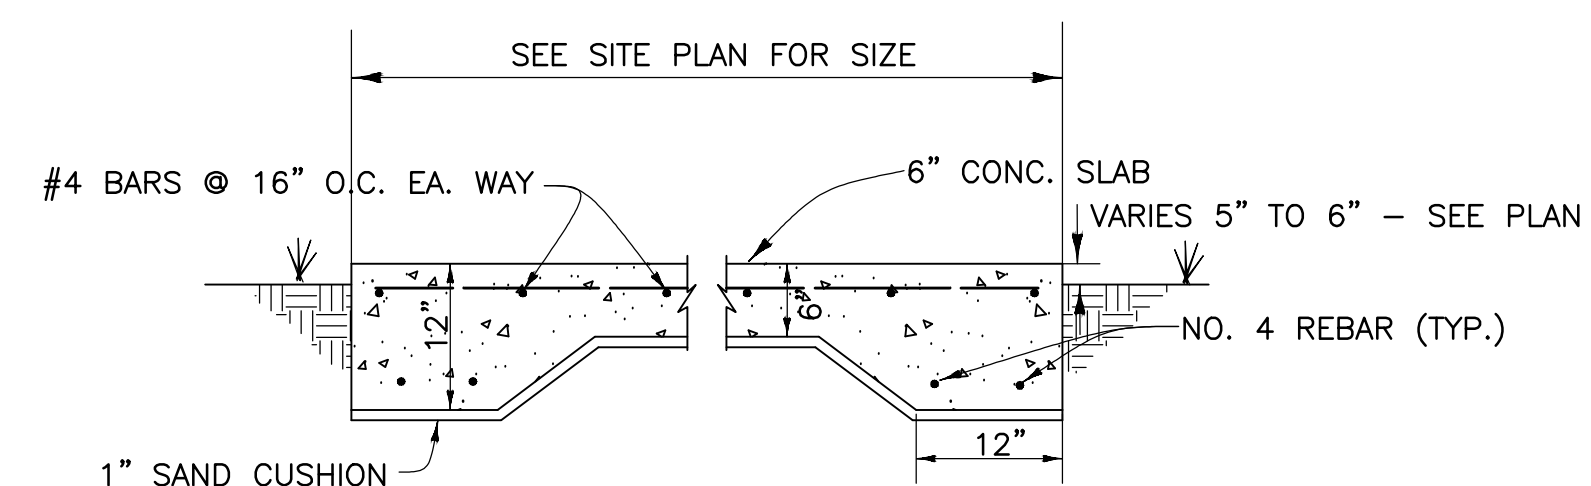 SEE SITE PLAN FOR SIZE
#4 BARS @ 16" O.C. EA. WAY
6" CONC. SLAB
VARIES 5" TO 6" – SEE PLAN
12"
6"
NO. 4 REBAR (TYP.)
12"
1" SAND CUSHION